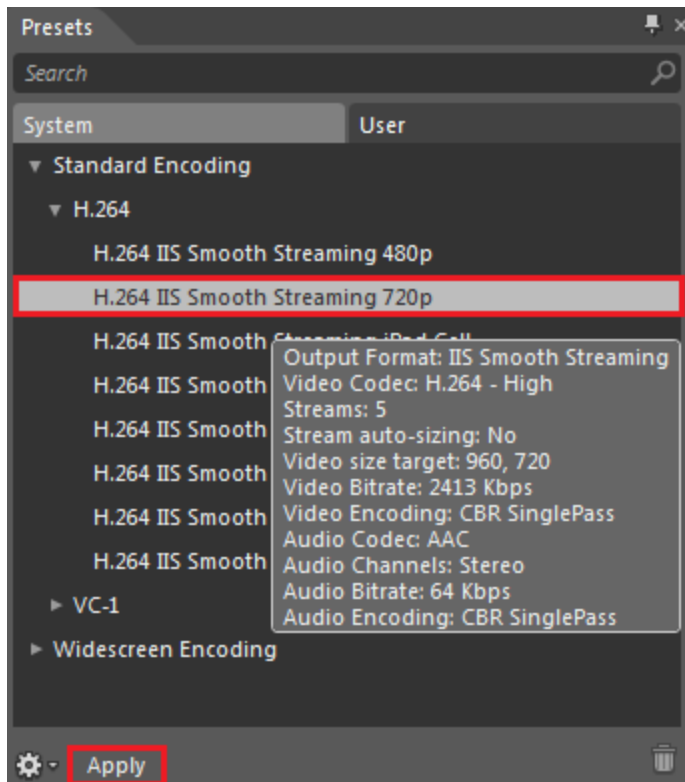 Presets
Search
System User
Standard Encoding
H.264
H.264 IIS Smooth Streaming 480p
H.264 IIS Smooth Streaming 720p
H.264 IIS Smooth
Output Format: IIS Smooth Streaming
H.264 IIS Smooth
Video Codec: H.264 - High
Streams: 5
H.264 IIS Smooth
Stream auto-sizing: No
Video size target: 960, 720
H.264 IIS Smooth
Video Bitrate: 2413 Kbps
H.264 IIS Smooth
Video Encoding: CBR SinglePass
Audio Codec: AAC
H.264 IIS Smooth
Audio Channels: Stereo
Audio Bitrate: 64 Kbps
VC-1
Audio Encoding: CBR SinglePass
Widescreen Encoding
Apply